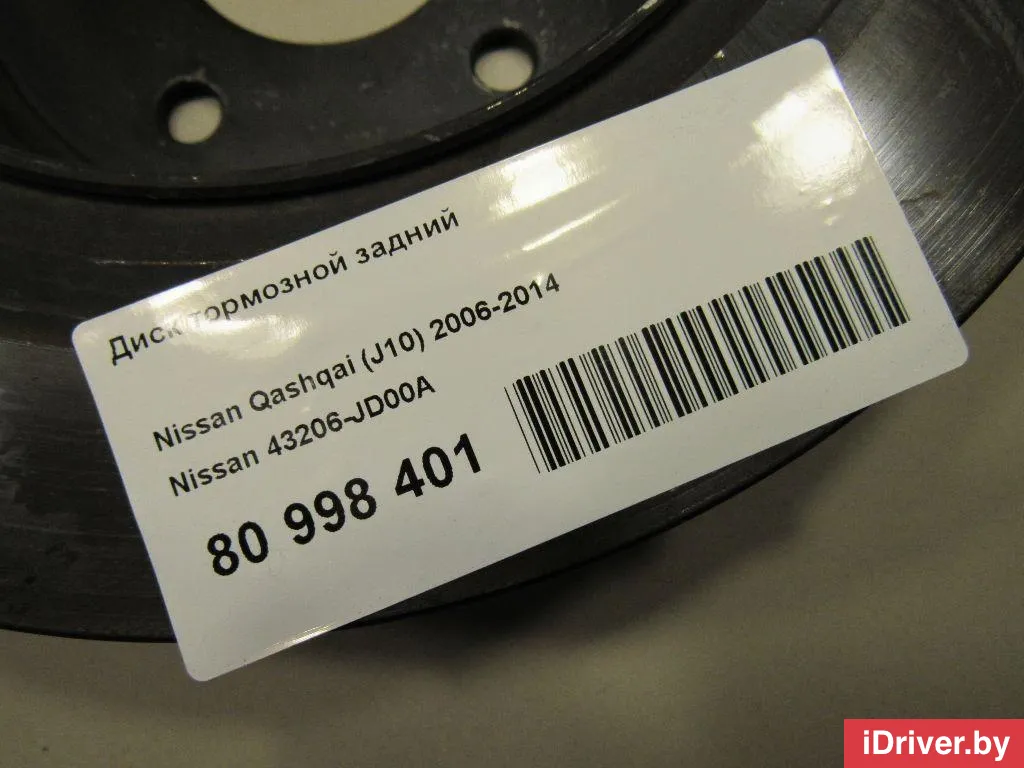 Диск тормозной задний
Nissan Qashqai (J10) 2006-2014
Nissan 43206-JD00A
80 998 401
iDriver.by